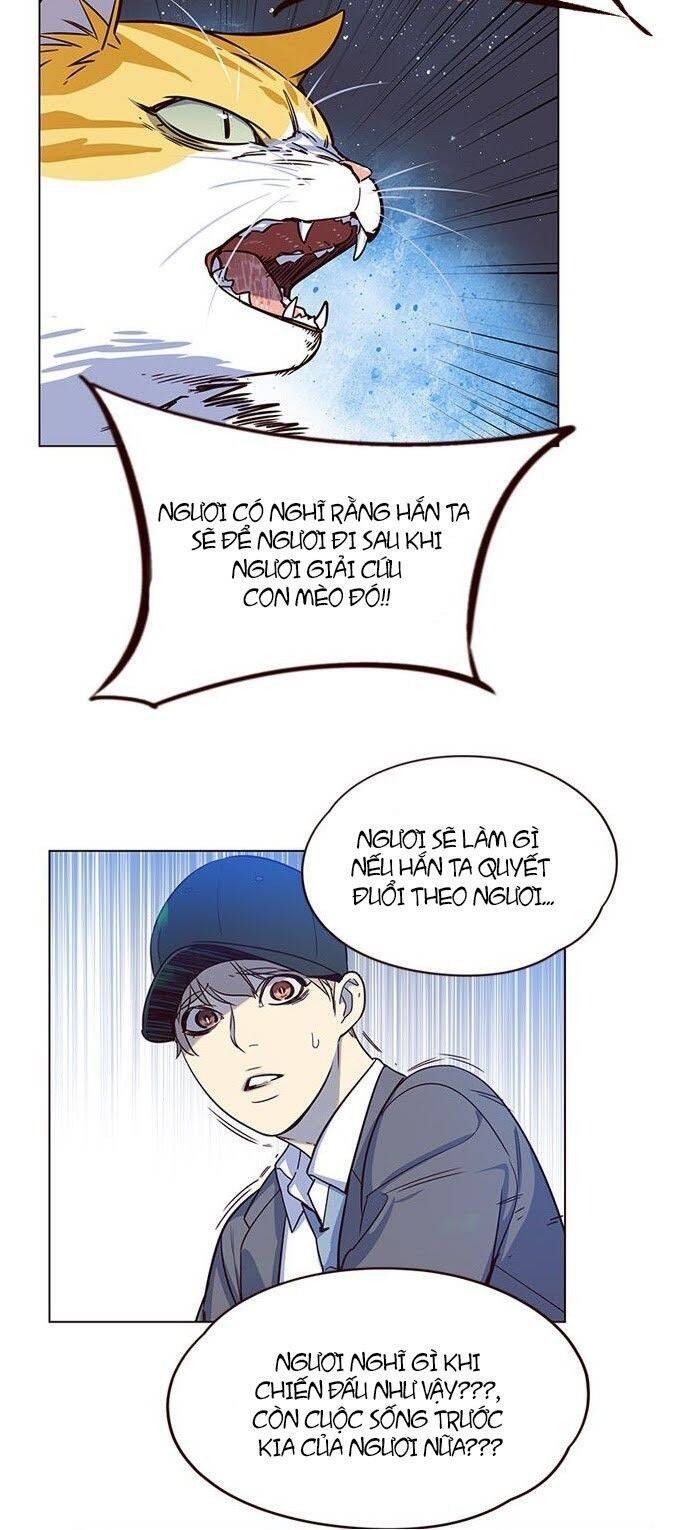 NGƯƠI CÓ NGHĨ RẰNG HẮN TA
SẼ ĐỂ NGƯƠI ĐI SAU KHI
NGƯƠI GIẢI CỨU
CON MÈO ĐÓ!!
NGƯƠI SẼ LÀM GÌ
NẾU HẮN TA QUYẾT
ĐUỔI THEO NGƯƠI...
NGƯƠI NGHĨ GÌ KHI
CHIẾN ĐẤU NHƯ VẬY???,
CÒN CUỘC SỐNG TRƯỚC
KIA CỦA NGƯƠI NỮA???